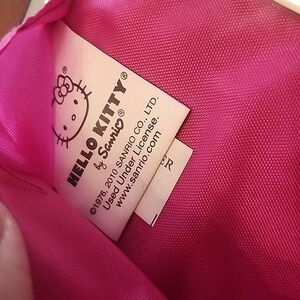 HELLO KITTY®
by Sanrio®
©1976, 2010 SANRIO CO., LTD.
Used Under License.
www.sanrio.com